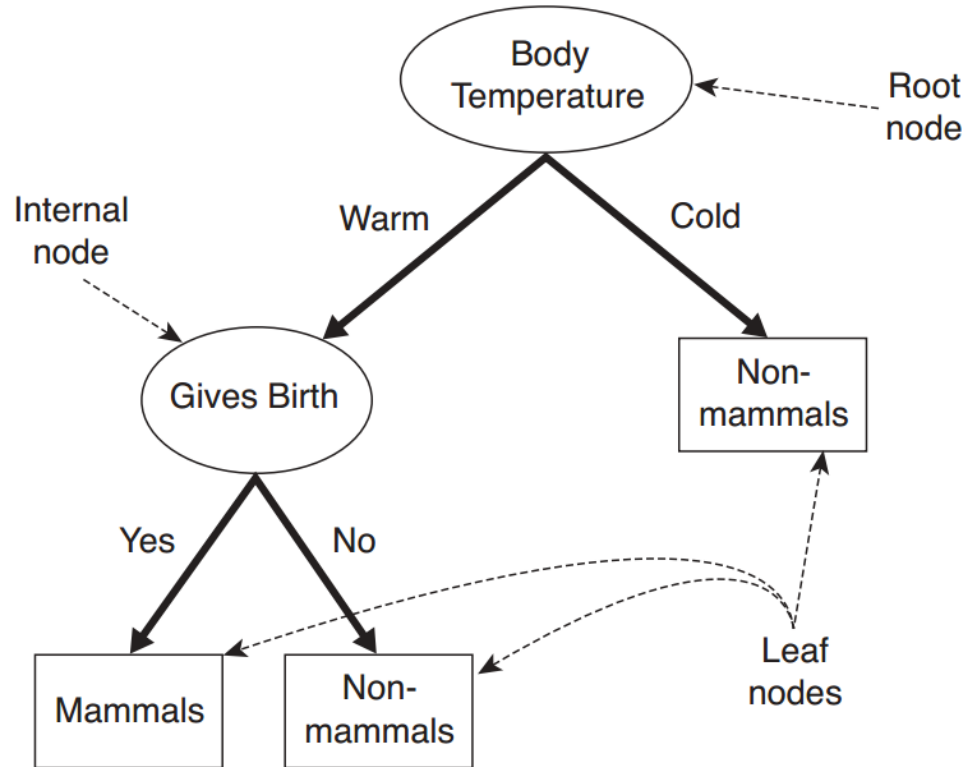 Body
Temperature
Root
node
Internal
node
Warm
Cold
Gives Birth
Non-
mammals
Yes
No
Mammals
Non-
mammals
Leaf
nodes